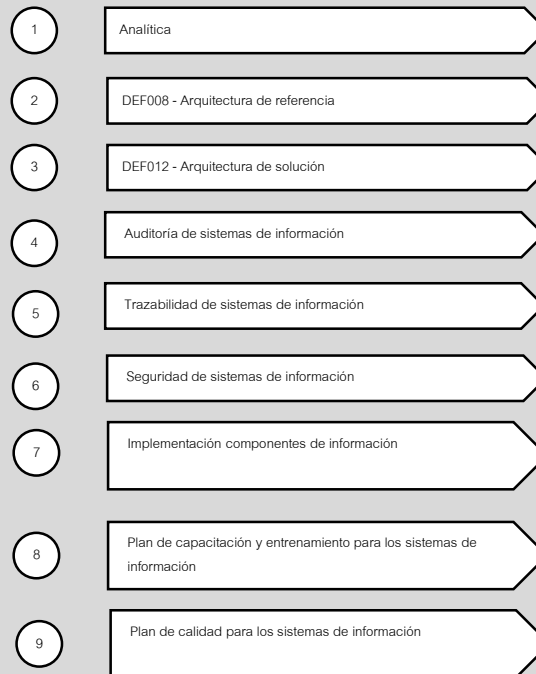 1 Analítica
2 DEF008 - Arquitectura de referencia
3 DEF012 - Arquitectura de solución
4 Auditoría de sistemas de información
5 Trazabilidad de sistemas de información
6 Seguridad de sistemas de información
7 Implementación componentes de información
8 Plan de capacitación y entrenamiento para los sistemas de
información
9 Plan de calidad para los sistemas de información